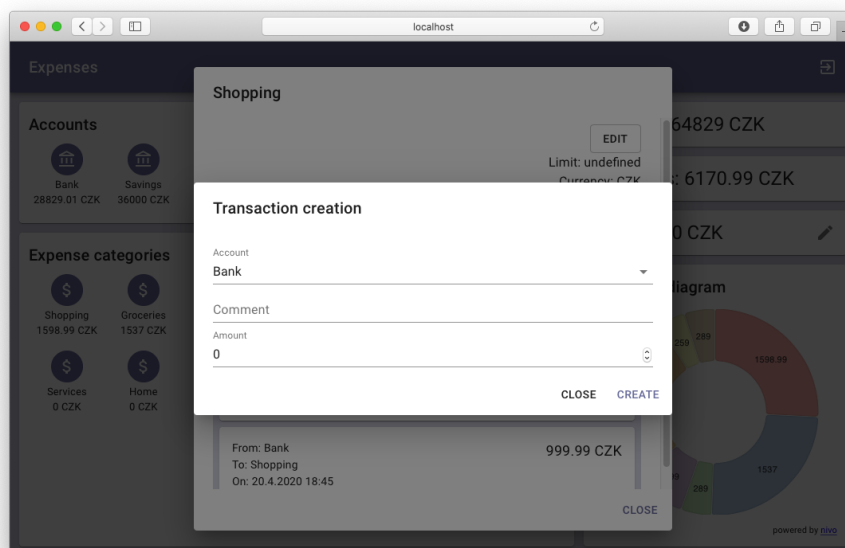 localhost
Expenses
Shopping
Accounts
64829 CZK
EDIT
Limit: undefined
Currency: CZK
Bank
Savings
28829.01 CZK
36000 CZK
: 6170.99 CZK
Transaction creation
0 CZK
Expense categories
Account
Bank
diagram
Shopping
Groceries
1598.99 CZK
1537 CZK
Comment
Amount
0
259
289
1598.99
Services
Home
0 CZK
0 CZK
CLOSE
CREATE
From: Bank
999.99 CZK
To: Shopping
On: 20.4.2020 18:45
1537
289
CLOSE
powered by nivo